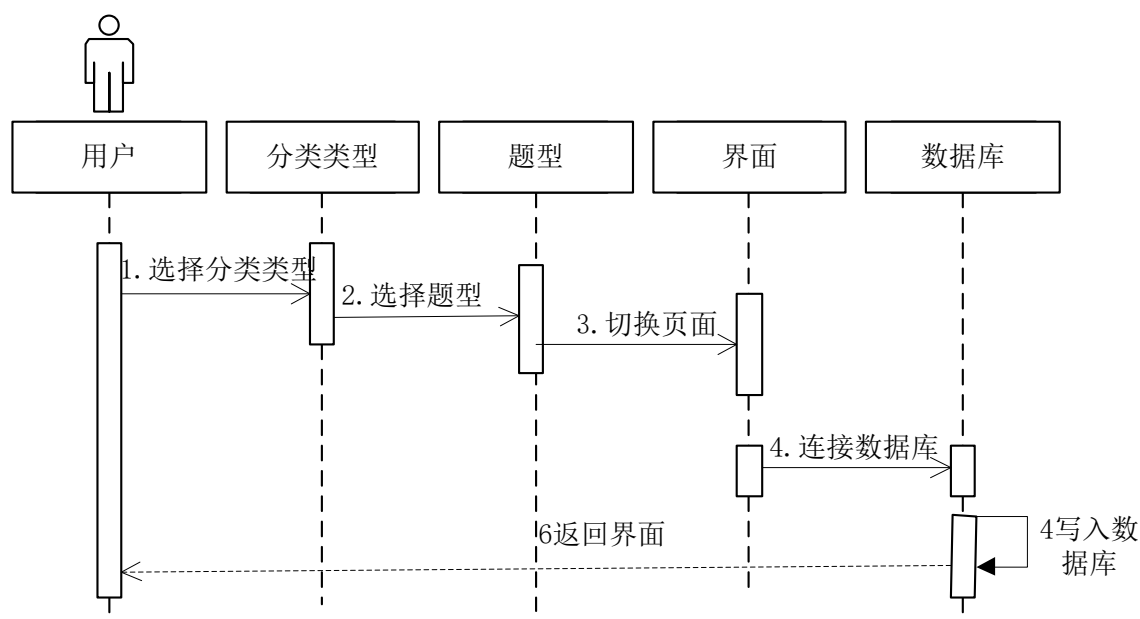 用户
分类类型
题型
界面
数据库
1.选择分类类型
2.选择题型
3.切换页面
4.连接数据库
4写入数
据库
6返回界面